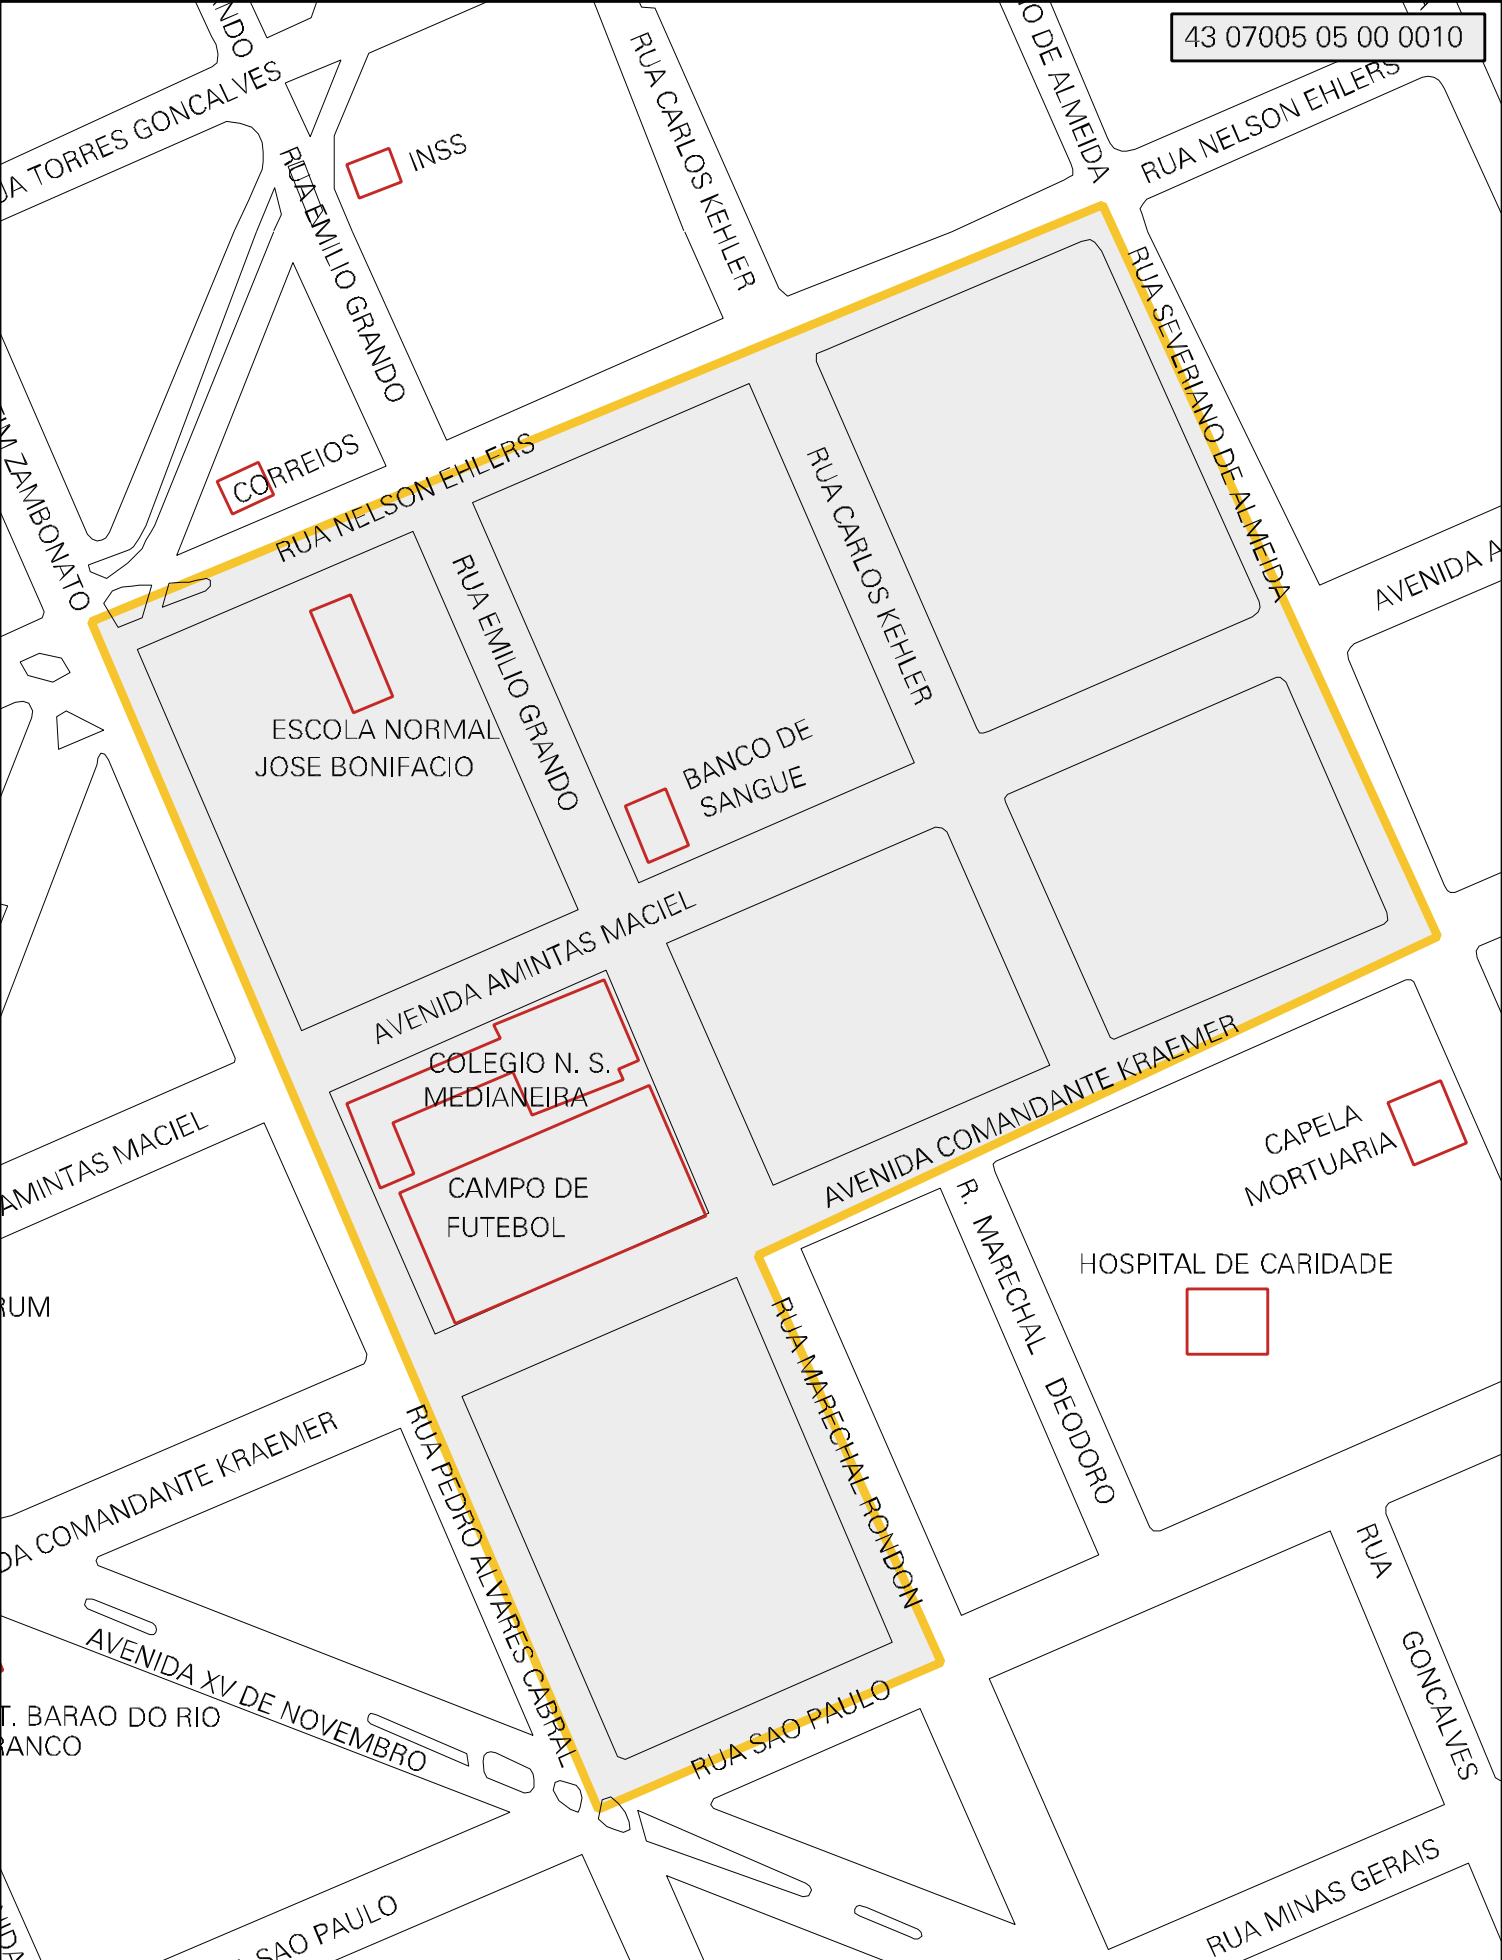 43 07005 05 00 0010
RUA TORRES GONCALVES
RUA EMILIO GRANDO
INSS
RUA CARLOS KEHLER
O DE ALMEIDA
RUA NELSON EHLERS
RUA SEVERIANO DE ALMEIDA
CORREIOS
RUA NELSON EHLERS
IM ZAMBONATO
RUA EMILIO GRANDO
RUA CARLOS KEHLER
AVENIDA A
ESCOLA NORMAL
JOSE BONIFACIO
BANCO DE
SANGUE
AVENIDA AMINTAS MACIEL
COLEGIO N. S.
MEDIANEIRA
CAMPO DE
FUTEBOL
AMINTAS MACIEL
AVENIDA COMANDANTE KRAEMER
CAPELA
MORTUARIA
R. MARECHAL DEODORO
HOSPITAL DE CARIDADE
RUM
RUA MARECHAL RONDON
DA COMANDANTE KRAEMER
RUA PEDRO ALVARES CABRAL
AVENIDA XV DE NOVEMBRO
T. BARAO DO RIO
RANCO
RUA SAO PAULO
RUA GONCALVES
RUA MINAS GERAIS
SAO PAULO